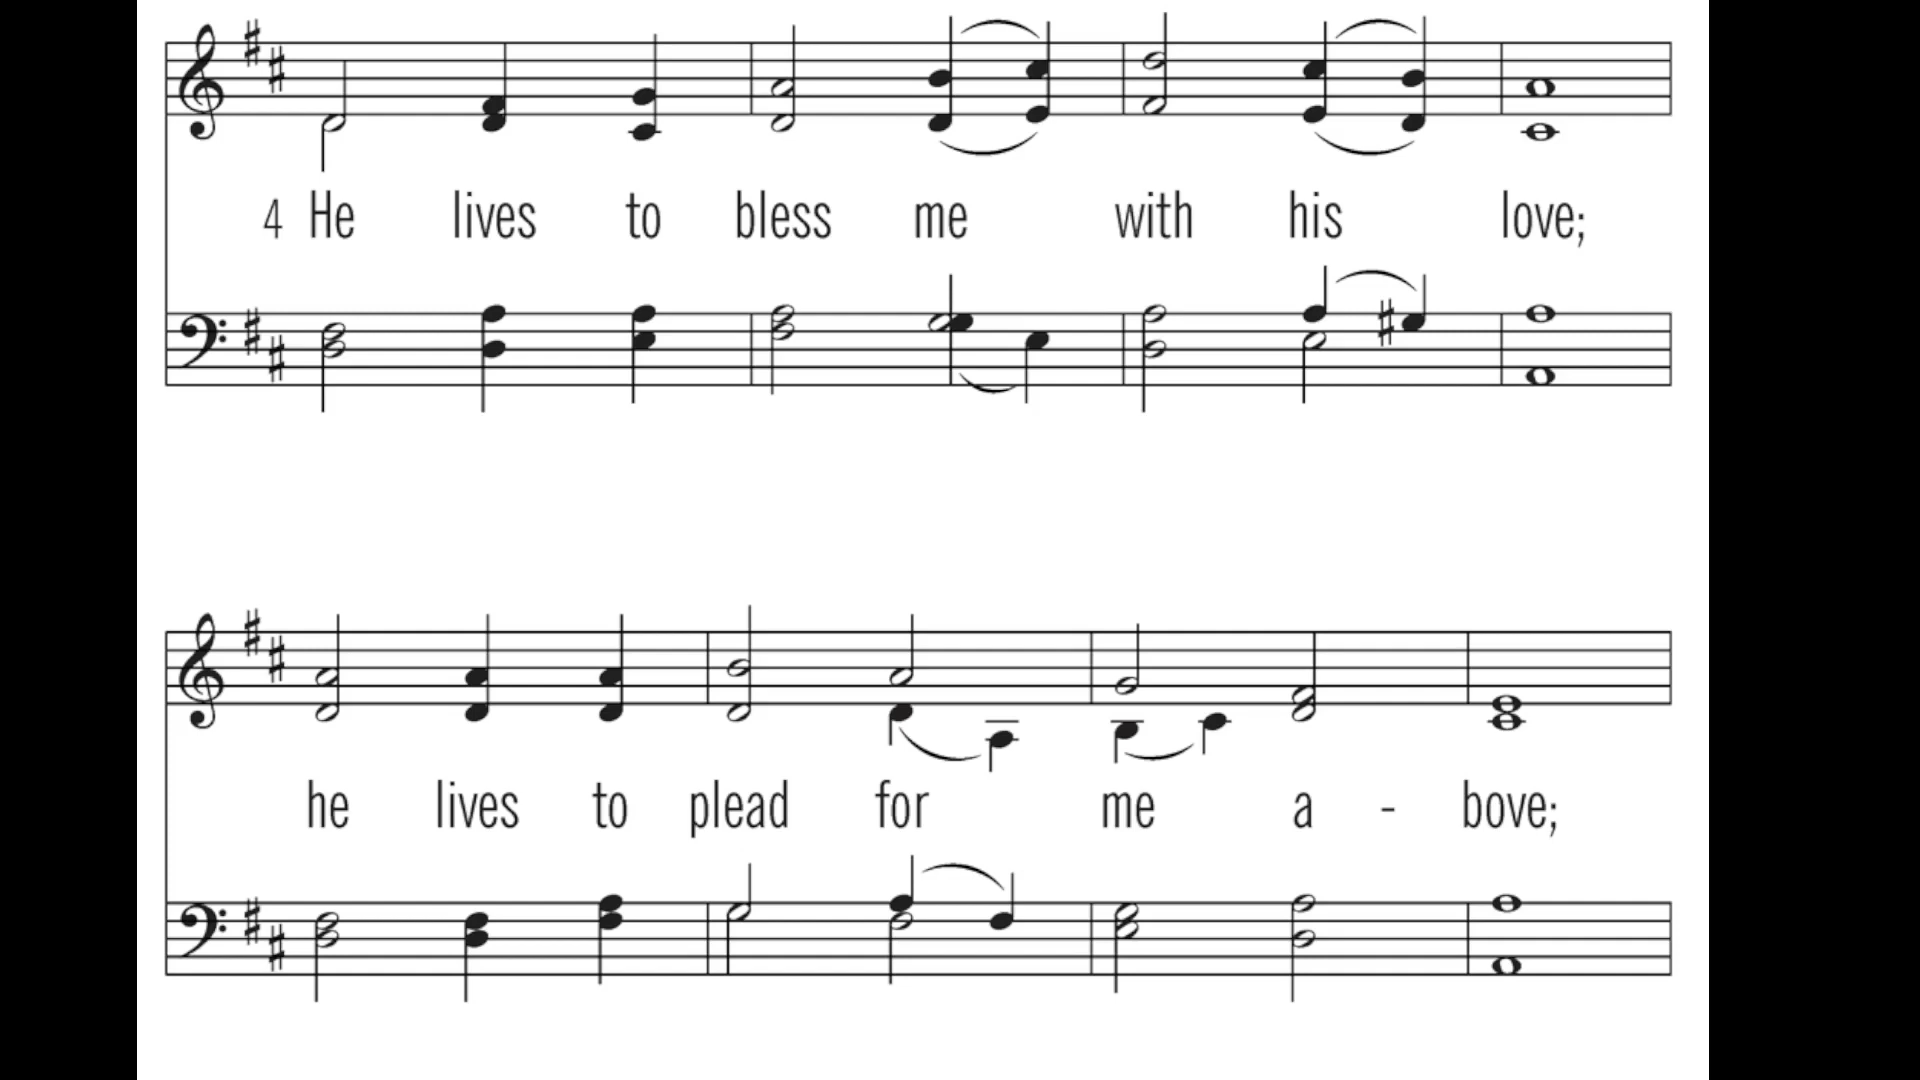 4 He lives to bless me with his love;
he lives to plead for me a - bove;